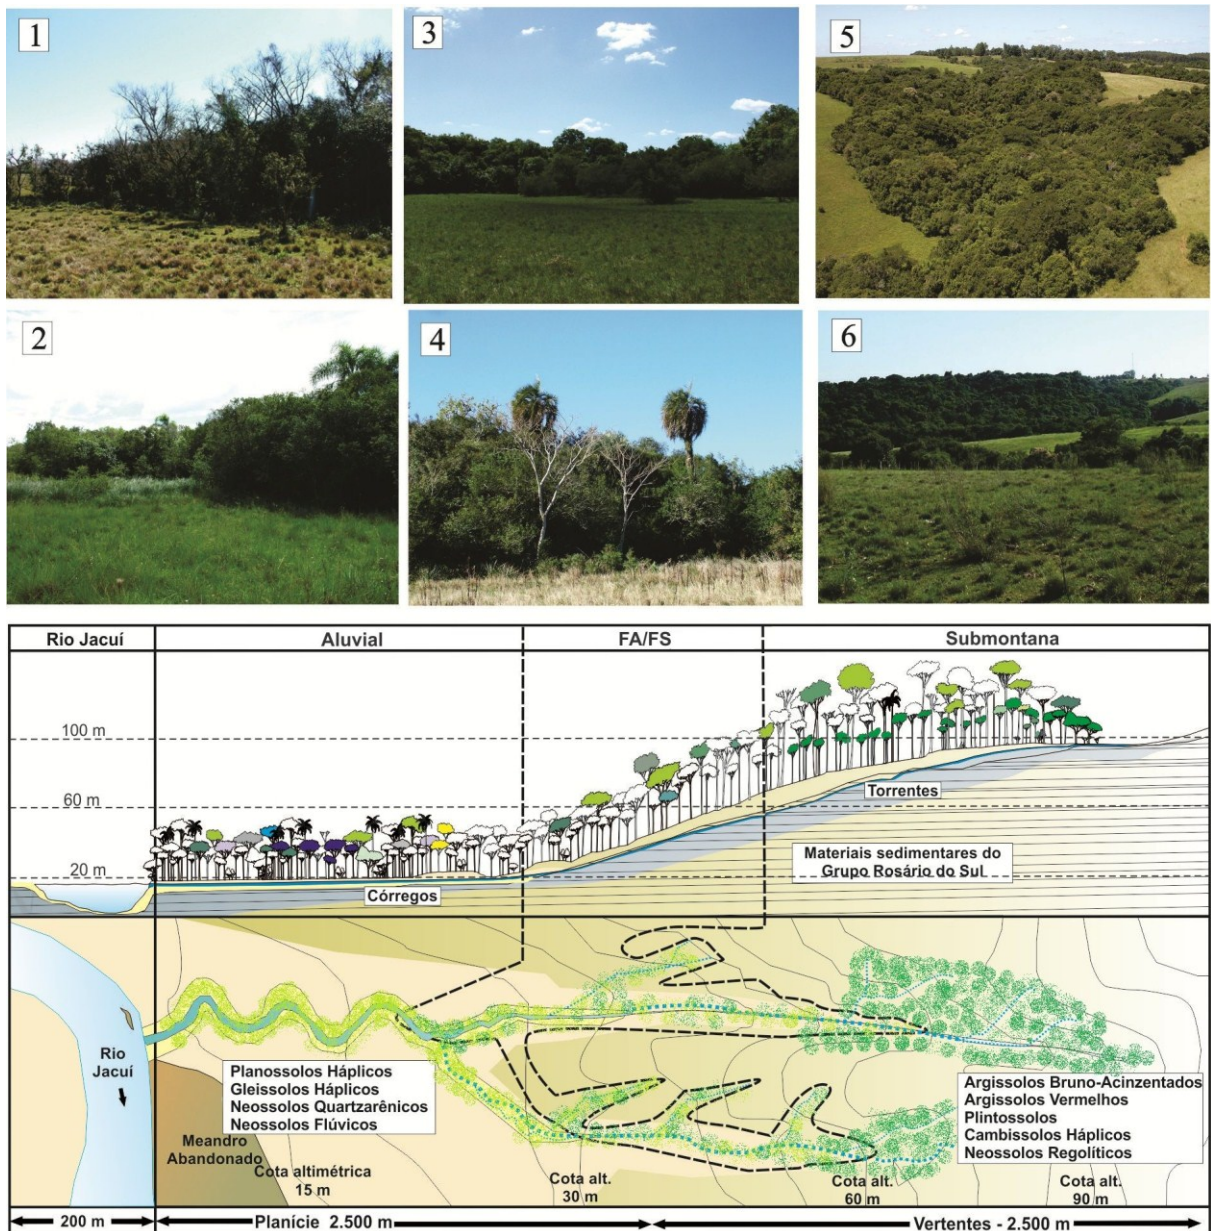 1
3
5
2
4
6
Rio Jacuí
Aluvial
FA/FS
Submontana
100 m
60 m
20 m
Torrentes
Materiais sedimentares do
Grupo Rosário do Sul
Córregos
Rio
Jacuí
Planossolos Háplicos
Gleissolos Háplicos
Neossolos Quartzarênicos
Neossolos Flúvicos
Argissolos Bruno-Acinzentados
Argissolos Vermelhos
Plintossolos
Cambissolos Háplicos
Neossolos Regolíticos
Meandro
Abandonado
Cota altimétrica
15 m
Cota alt.
30 m
Cota alt.
60 m
Cota alt.
90 m
200 m
Planície 2.500 m
Vertentes - 2.500 m